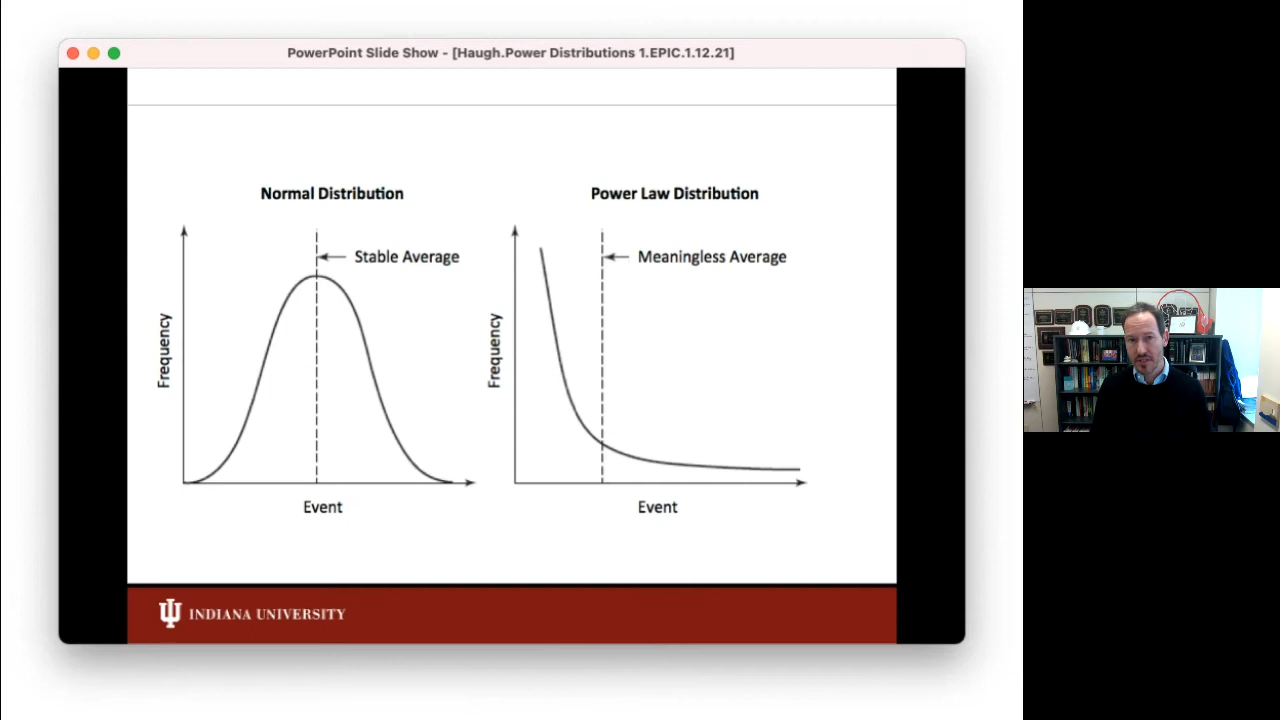 PowerPoint Slide Show - [Haugh.Power Distributions 1.EPIC.1.12.21]
Normal Distribution
Stable Average
Frequency
Event
Power Law Distribution
Meaningless Average
Frequency
Event
INDIANA UNIVERSITY